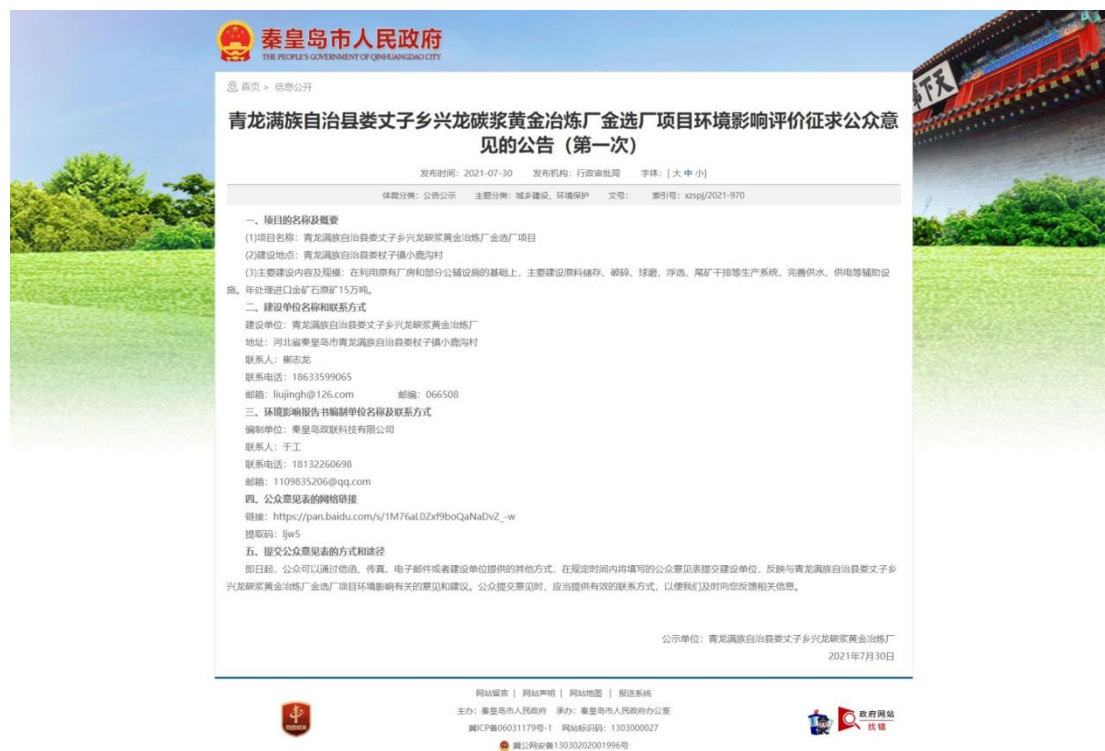 秦皇岛市人民政府
THE PEOPLE'S GOVERNMENT OF QINHUANGDAO CITY
首页 > 信息公开
青龙满族自治县娄丈子乡兴龙碳浆黄金冶炼厂金选厂项目环境影响评价征求公众意
见的公告（第一次）
发布时间：2021-07-30 发布机构：行政审批局 字体：[ 大 中 小]
体裁分类：公告公示 主题分类：城乡建设、环境保护 文号： 索引号：xzspj/2021-970
一、项目的名称及概要
(1)项目名称：青龙满族自治县娄丈子乡兴龙碳浆黄金冶炼厂金选厂项目
(2)建设地点：青龙满族自治县娄杖子镇小鹿沟村
(3)主要建设内容及规模：在利用原有厂房和部分公辅设施的基础上，主要建设原料储存、破碎、球磨、浮选、尾矿干排等生产系统、完善供水、供电等辅助设
施。年处理进口金矿石原矿15万吨。
二、建设单位名称和联系方式
建设单位：青龙满族自治县娄丈子乡兴龙碳浆黄金冶炼厂
地址：河北省秦皇岛市青龙满族自治县娄杖子镇小鹿沟村
联系人：崔志龙
联系电话：18633599065
邮箱：liujingh@126.com 邮编：066508
三、环境影响报告书编制单位名称及联系方式
编制单位：秦皇岛政联科技有限公司
联系人：于工
联系电话：18132260698
邮箱：1109835206@qq.com
四、公众意见表的网络链接
链接：https://pan.baidu.com/s/1M76aL0Zxf9boQaNaDvZ_-w
提取码：ljw5
五、提交公众意见表的方式和途径
即日起，公众可以通过信函、传真、电子邮件或者建设单位提供的其他方式，在规定时间内将填写的公众意见表提交建设单位，反映与青龙满族自治县娄丈子乡
兴龙碳浆黄金冶炼厂金选厂项目环境影响有关的意见和建议。公众提交意见时，应当提供有效的联系方式，以便我们及时向您反馈相关信息。
公示单位：青龙满族自治县娄丈子乡兴龙碳浆黄金冶炼厂
2021年7月30日
网站留言 | 网站声明 | 网站地图 | 报送系统
主办：秦皇岛市人民政府 承办：秦皇岛市人民政府办公室
冀ICP备06031179号-1 网站标识码：1303000027
冀公网安备13030202001996号
政府网站
找错